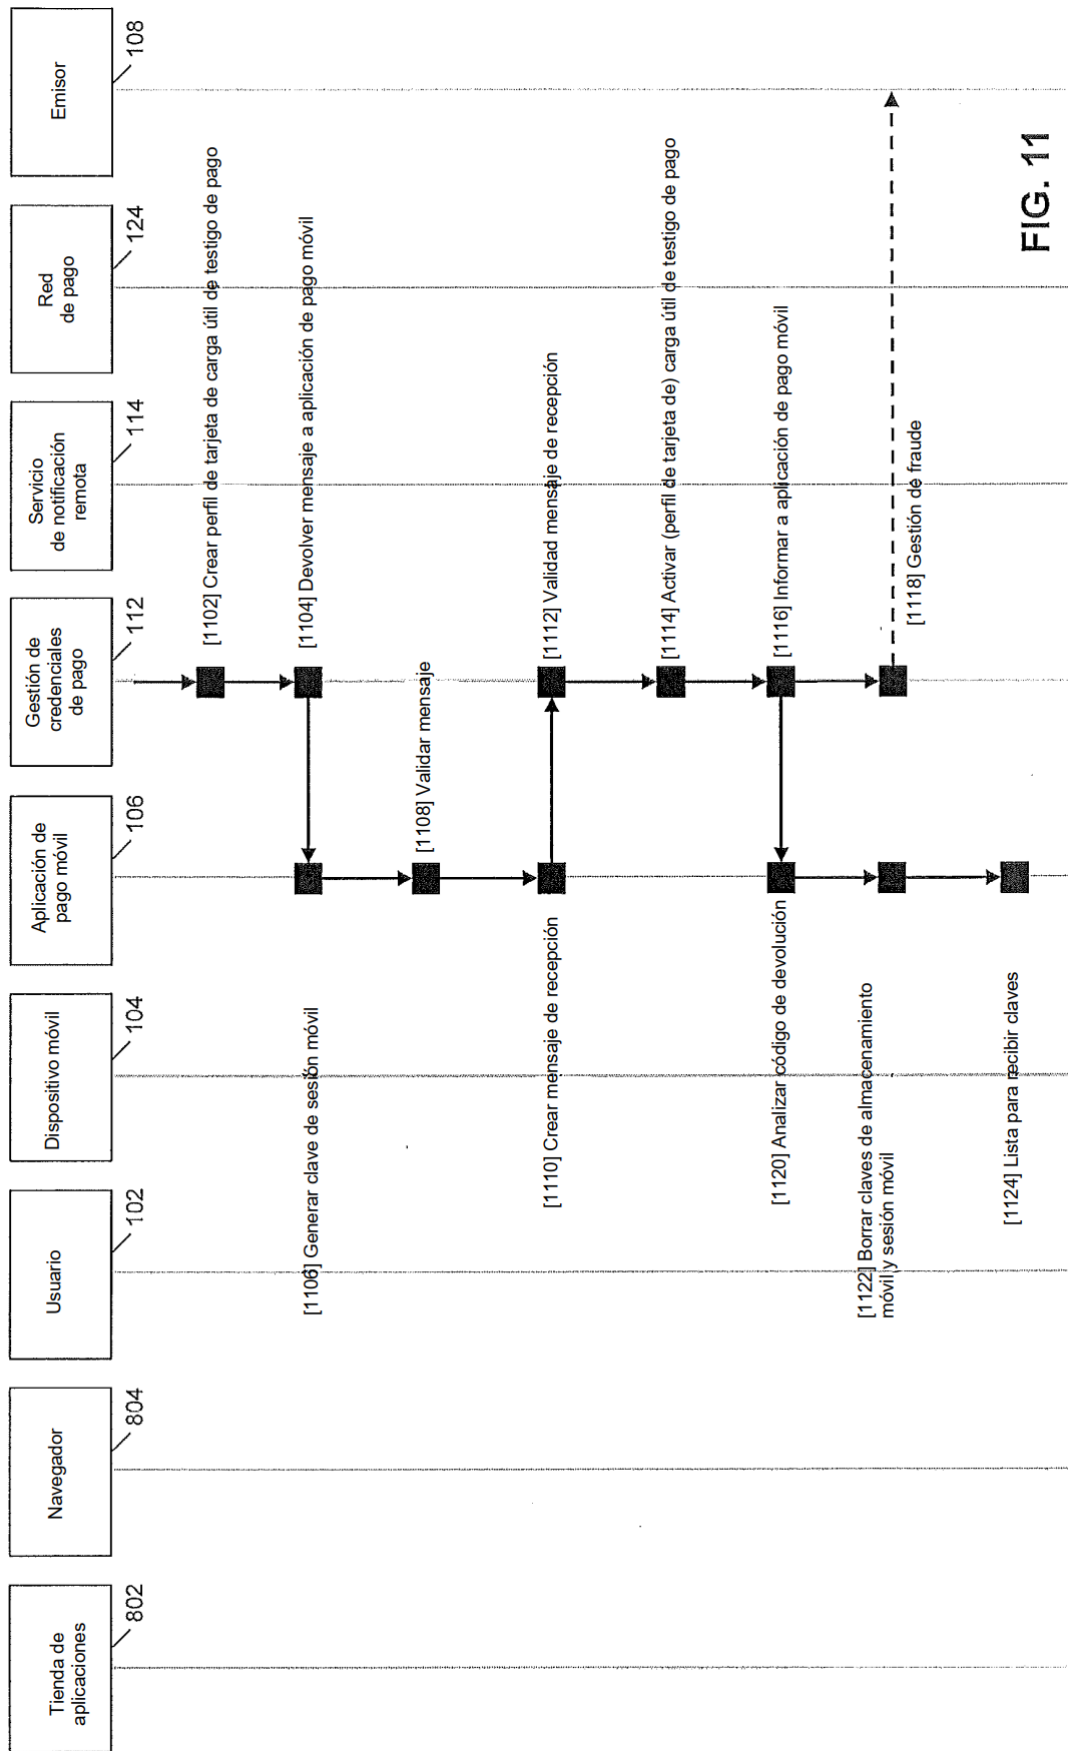 Tienda de
aplicaciones
802
Navegador
804
Usuario
102
Dispositivo móvil
104
Aplicación de
pago móvil
106
Gestión de
credenciales
de pago
112
Servicio
de notificación
remota
114
Red
de pago
124
Emisor
108
[1102] Crear perfil de tarjeta de carga útil de testigo de pago
[1104] Devolver mensaje a aplicación de pago móvil
[1106] Generar clave de sesión móvil
[1108] Validar mensaje
[1110] Crear mensaje de recepción
[1112] Validad mensaje de recepción
[1114] Activar (perfil de tarjeta de) carga útil de testigo de pago
[1116] Informar a aplicación de pago móvil
[1120] Analizar código de devolución
[1118] Gestión de fraude
[1122] Borrar claves de almacenamiento
móvil y sesión móvil
[1124] Lista para recibir claves
FIG. 11